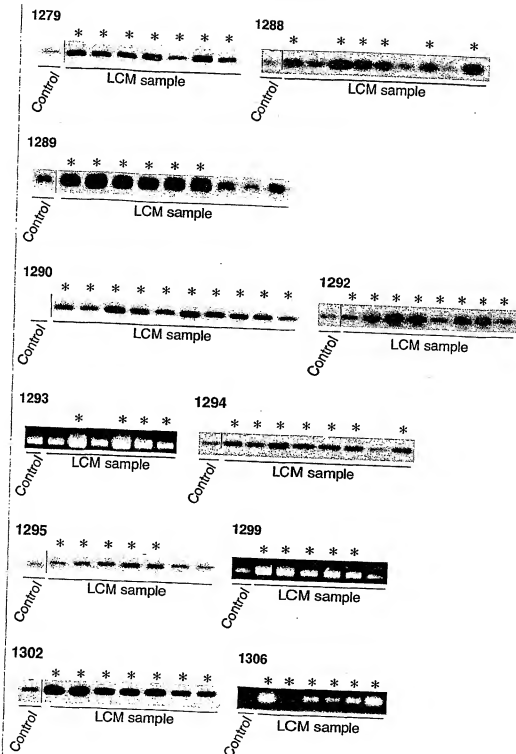 1279
* * * * * * *
Control
LCM sample
1288
* * * * * *
Control
LCM sample
1289
* * * * * *
Control
LCM sample
1290
* * * * * * * * * *
Control
LCM sample
1292
* * * * * * * *
Control
LCM sample
1293
* * * *
Control
LCM sample
1294
* * * * * * *
Control
LCM sample
1295
* * * * *
Control
LCM sample
1299
* * * * *
Control
LCM sample
1302
* * * * * * *
Control
LCM sample
1306
* * * * * *
Control
LCM sample